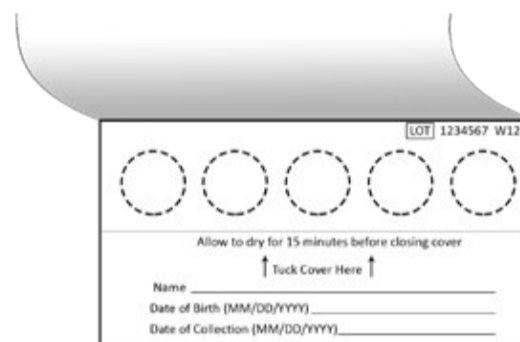 LOT 1234567 W12
Allow to dry for 15 minutes before closing cover
Tuck Cover Here
Name
Date of Birth (MM/DD/YYYY)
Date of Collection (MM/DD/YYYY)